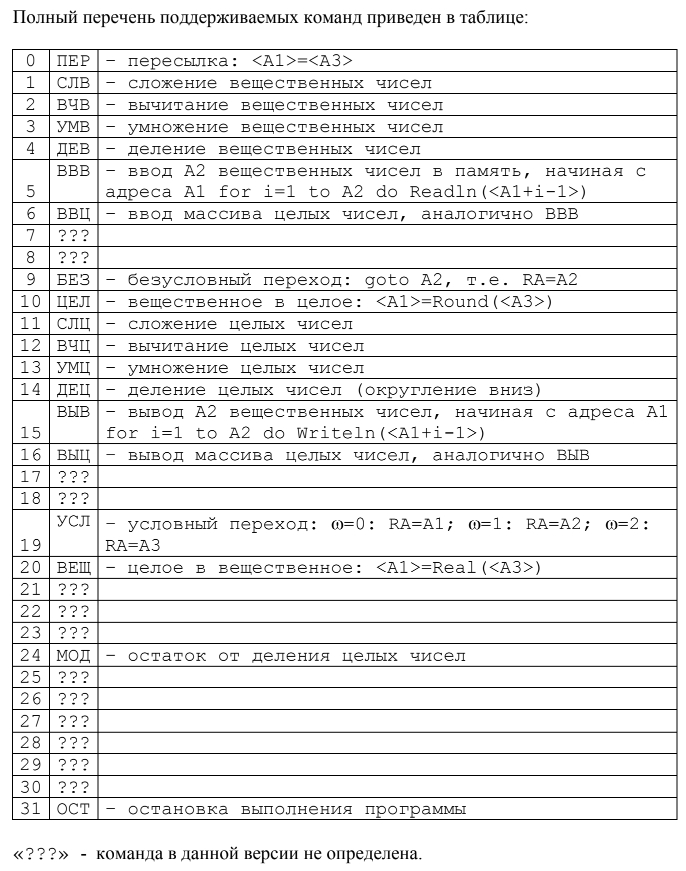 Полный перечень поддерживаемых команд приведен в таблице:
0 ПЕР – пересылка: <A1>=<A3>
1 СЛВ – сложение вещественных чисел
2 ВЧВ – вычитание вещественных чисел
3 УМВ – умножение вещественных чисел
4 ДЕВ – деление вещественных чисел
ВВВ – ввод A2 вещественных чисел в память, начиная с
5 адреса A1 for i=1 to A2 do Readln(<A1+i-1>)
6 ВВЦ – ввод массива целых чисел, аналогично ВВВ
7 ???
8 ???
9 БЕЗ – безусловный переход: goto A2, т.е. RA=A2
10 ЦЕЛ – вещественное в целое: <A1>=Round(<A3>)
11 СЛЦ – сложение целых чисел
12 ВЧЦ – вычитание целых чисел
13 УМЦ – умножение целых чисел
14 ДЕЦ – деление целых чисел (округление вниз)
ВЫВ – вывод A2 вещественных чисел, начиная с адреса A1
15 for i=1 to A2 do Writeln(<A1+i-1>)
16 ВЫЦ – вывод массива целых чисел, аналогично ВЫВ
17 ???
18 ???
УСЛ – условный переход: ω=0: RA=A1; ω=1: RA=A2; ω=2:
19 RA=A3
20 ВЕЩ – целое в вещественное: <A1>=Real(<A3>)
21 ???
22 ???
23 ???
24 МОД – остаток от деления целых чисел
25 ???
26 ???
27 ???
28 ???
29 ???
30 ???
31 ОСТ – остановка выполнения программы
«???» - команда в данной версии не определена.